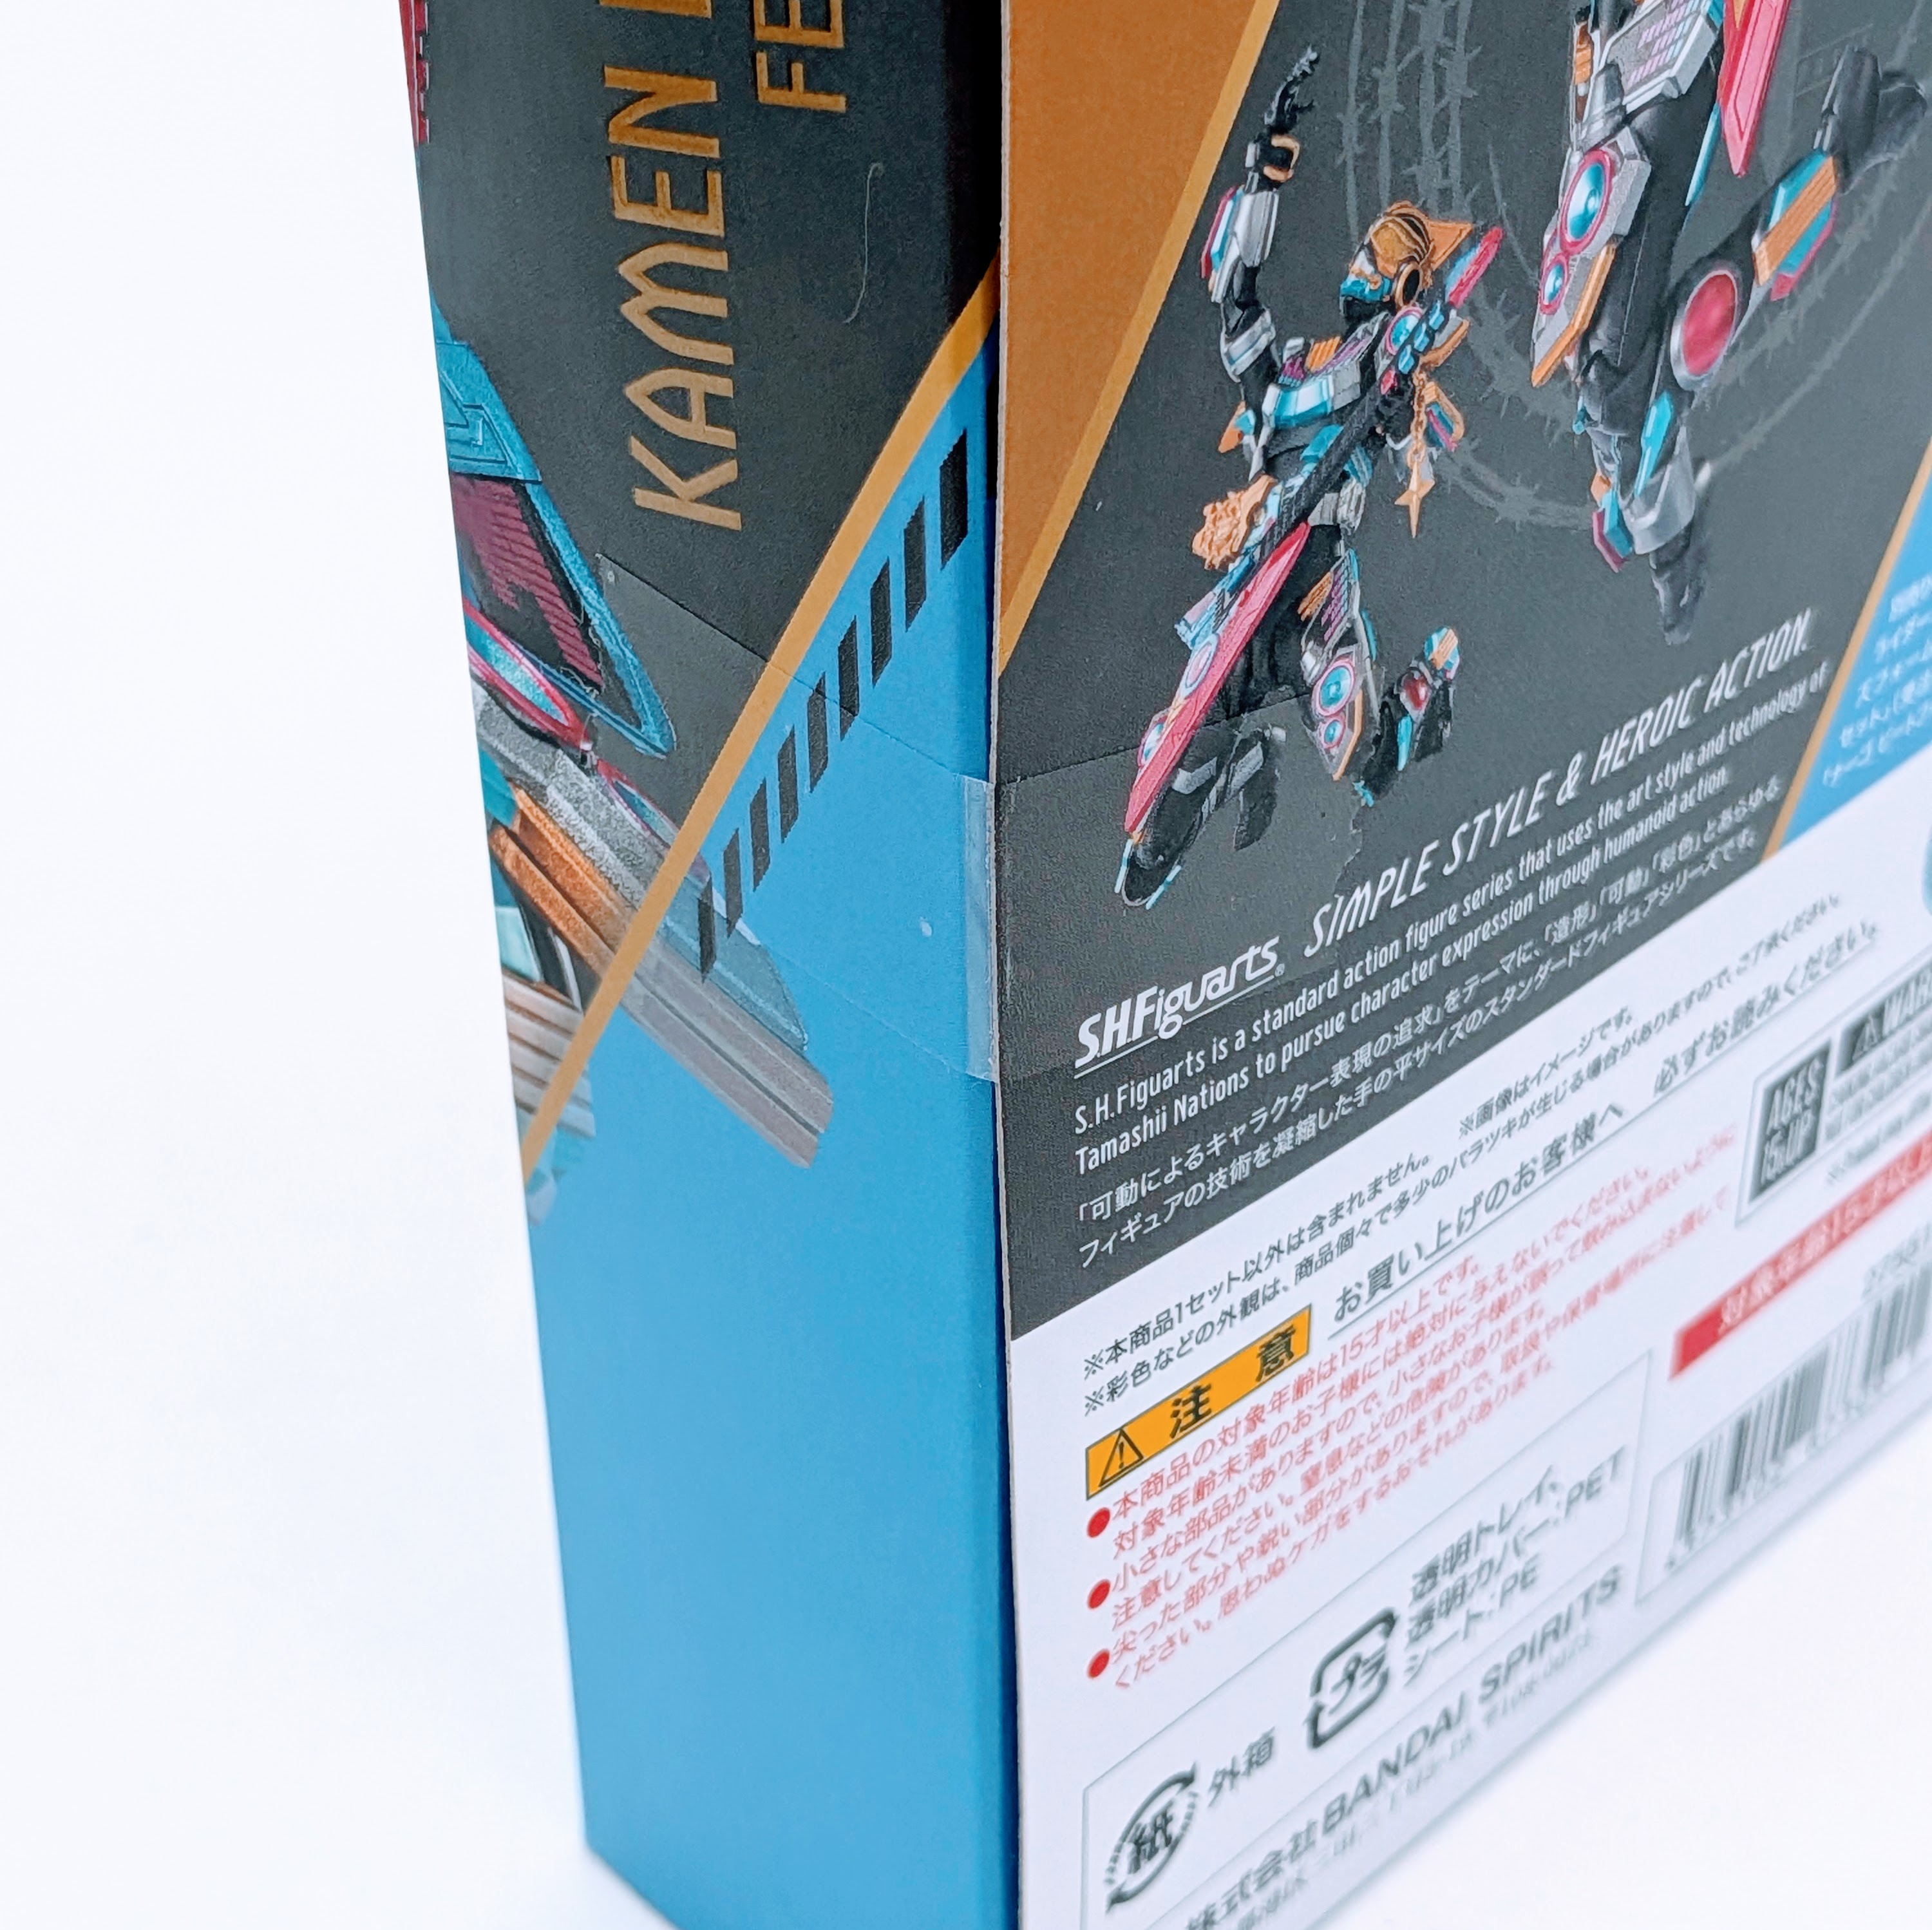 KAMEN
FE
S.H.Figuarts® SIMPLE STYLE & HEROIC ACTION.
S.H.Figuarts is a standard action figure series that uses the art style and technology of
Tamashii Nations to pursue character expression through humanoid action.
「可動によるキャラクター表現の追求」をテーマに、「造形」「可動」「彩色」とあらゆる
フィギュアの技術を凝縮した手の平サイズのスタンダードフィギュアシリーズです。
※本商品1セット以外は含まれません。 ※画像はイメージです。
※彩色などの外観は、商品個々で多少のバラツキが生じる場合がありますので、ご了承ください。
注意 お買い上げのお客様へ 必ずお読みください。
●本商品の対象年齢は15才以上です。
対象年齢未満のお子様には絶対に与えないでください。
●小さな部品がありますので、小さなお子様が誤って飲み込まないように
注意してください。窒息などの危険があります。
●尖った部分や鋭い部分がありますので、取扱や保管場所に注意して
ください。思わぬケガをするおそれがあります。
AGES
15&UP
紙 外箱
プラ
透明トレイ、
透明カバー:PET
シート:PE
株式会社 BANDAI SPIRITS